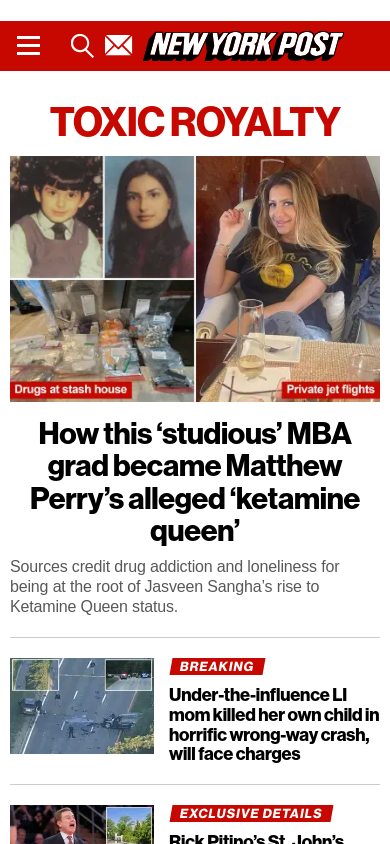 NEW YORK POST
TOXIC ROYALTY
Drugs at stash house
Private jet flights
How this ‘studious’ MBA
grad became Matthew
Perry’s alleged ‘ketamine
queen’
Sources credit drug addiction and loneliness for
being at the root of Jasveen Sangha’s rise to
Ketamine Queen status.
BREAKING
Under-the-influence LI
mom killed her own child in
horrific wrong-way crash,
will face charges
EXCLUSIVE DETAILS
Rick Pitino’s St. John’s